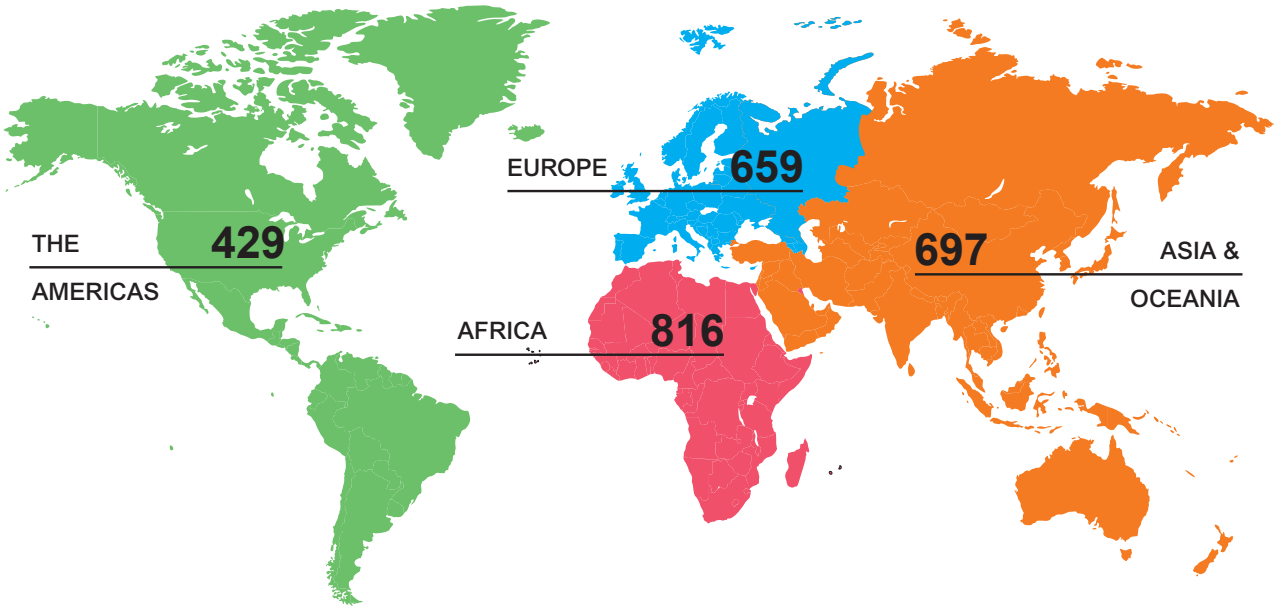 EUROPE 659
THE 429
AMERICAS
697 ASIA &
OCEANIA
AFRICA 816